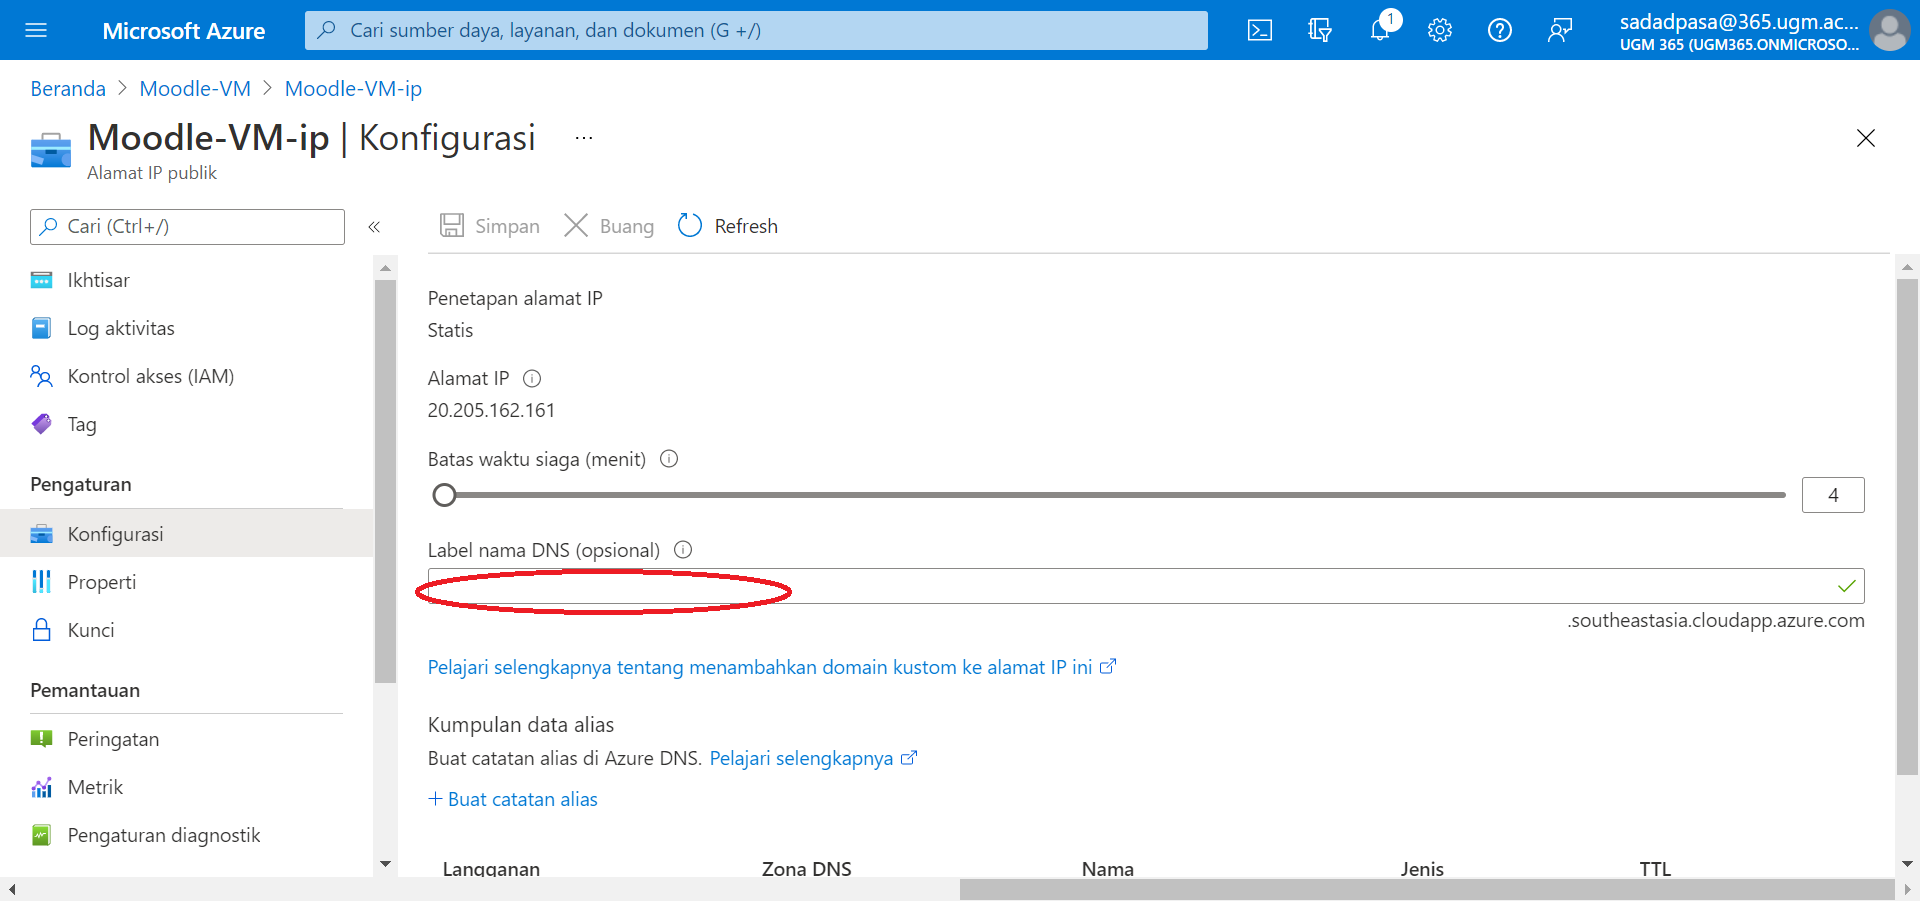 Microsoft Azure
Cari sumber daya, layanan, dan dokumen (G +/)
1
sadadpasa@365.ugm.ac...
UGM 365 (UGM365.ONMICROSO...
Beranda > Moodle-VM > Moodle-VM-ip
Moodle-VM-ip | Konfigurasi ...
Alamat IP publik
Cari (Ctrl+/)
«
Ikhtisar
Log aktivitas
Kontrol akses (IAM)
Tag
Pengaturan
Konfigurasi
Properti
Kunci
Pemantauan
Peringatan
Metrik
Pengaturan diagnostik
Simpan
Buang
Refresh
Penetapan alamat IP
Statis
Alamat IP
20.205.162.161
Batas waktu siaga (menit)
4
Label nama DNS (opsional)
.southeastasia.cloudapp.azure.com
Pelajari selengkapnya tentang menambahkan domain kustom ke alamat IP ini
Kumpulan data alias
Buat catatan alias di Azure DNS. Pelajari selengkapnya
+ Buat catatan alias
Langganan Zona DNS Nama Jenis TTL